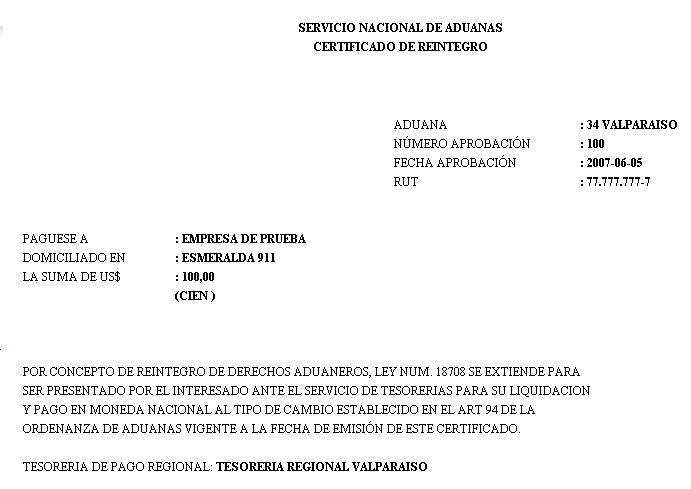 SERVICIO NACIONAL DE ADUANAS
CERTIFICADO DE REINTEGRO
ADUANA : 34 VALPARAISO
NÚMERO APROBACIÓN : 100
FECHA APROBACIÓN : 2007-06-05
RUT : 77.777.777-7
PAGUESE A : EMPRESA DE PRUEBA
DOMICILIADO EN : ESMERALDA 911
LA SUMA DE US$ : 100,00
(CIEN )
POR CONCEPTO DE REINTEGRO DE DERECHOS ADUANEROS, LEY NUM. 18708 SE EXTIENDE PARA
SER PRESENTADO POR EL INTERESADO ANTE EL SERVICIO DE TESORERIAS PARA SU LIQUIDACION
Y PAGO EN MONEDA NACIONAL AL TIPO DE CAMBIO ESTABLECIDO EN EL ART 94 DE LA
ORDENANZA DE ADUANAS VIGENTE A LA FECHA DE EMISIÓN DE ESTE CERTIFICADO.
TESORERIA DE PAGO REGIONAL: TESORERIA REGIONAL VALPARAISO